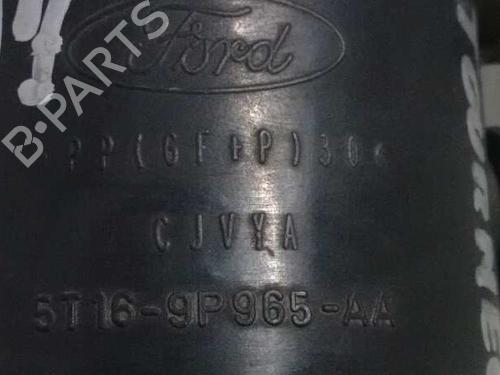 Ford
>PP(GF+P)30<
CJVYA
5T16-9P965-AA
B-PARTS